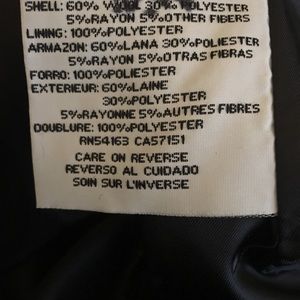 SHELL: 60% WOOL 30% POLYESTER
5%RAYON 5%OTHER FIBERS
LINING: 100%POLYESTER
ARMAZON: 60%LANA 30%POLIESTER
5%RAYON 5%OTRAS FIBRAS
FORRO: 100%POLIESTER
EXTERIEUR: 60%LAINE
30%POLYESTER
5%RAYONNE 5%AUTRES FIBRES
DOUBLURE: 100%POLYESTER
RN54163 CA57151
CARE ON REVERSE
REVERSO AL CUIDADO
SOIN SUR L'INVERSE